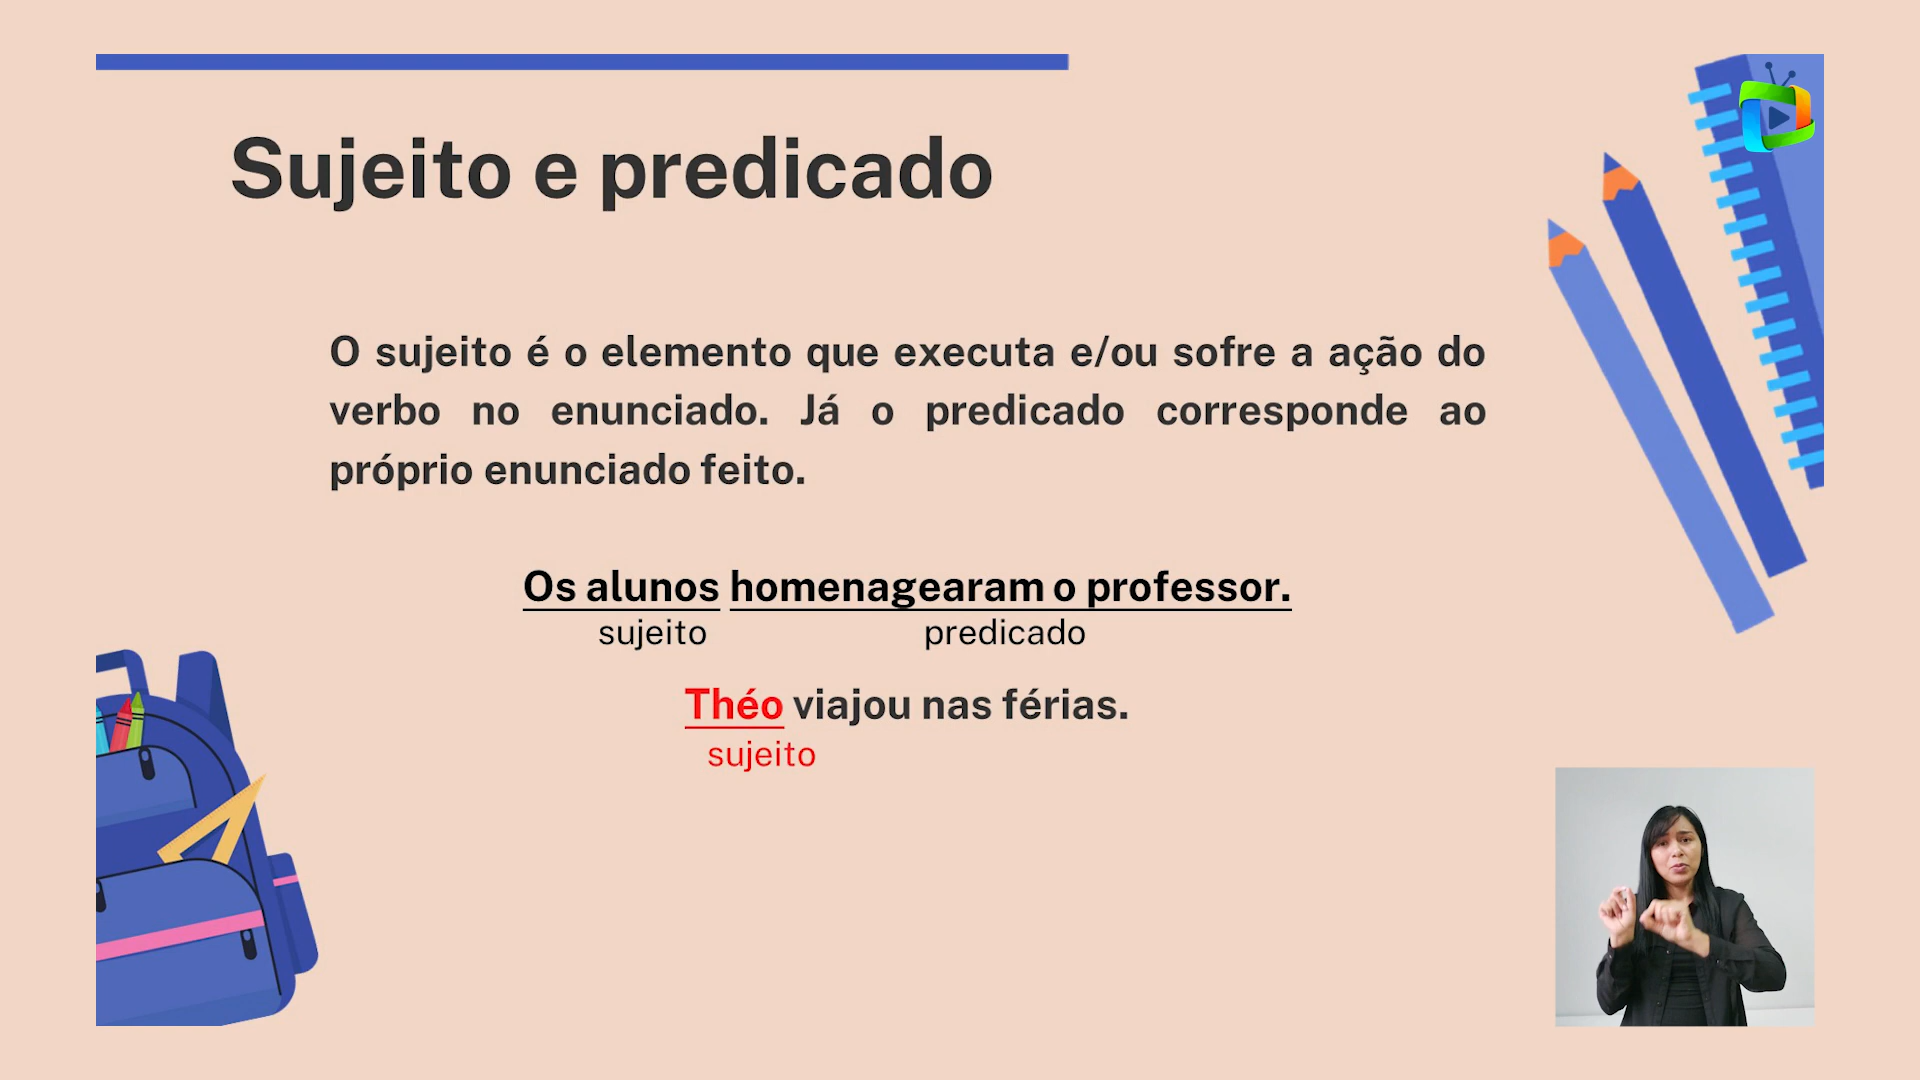 Sujeito e predicado
O sujeito é o elemento que executa e/ou sofre a ação do
verbo no enunciado. Já o predicado corresponde ao
próprio enunciado feito.
Os alunos homenagearam o professor.
sujeito predicado
Théo viajou nas férias.
sujeito